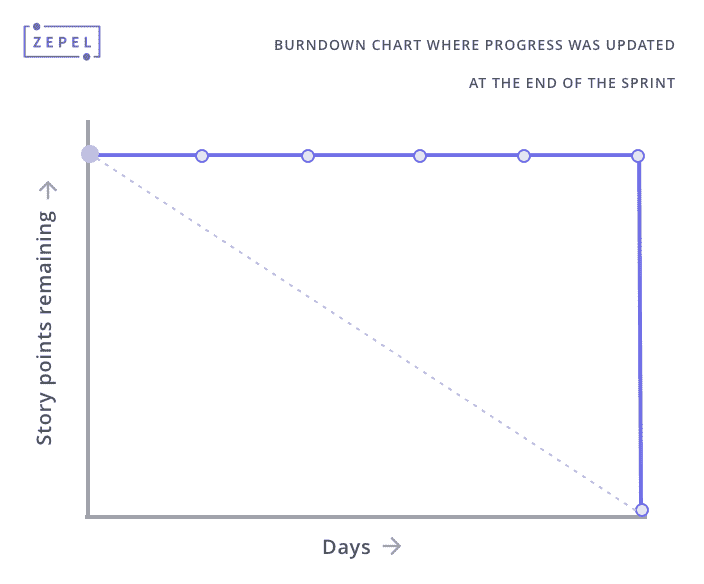 ZEPEL
BURNDOWN CHART WHERE PROGRESS WAS UPDATED
AT THE END OF THE SPRINT
Story points remaining
Days